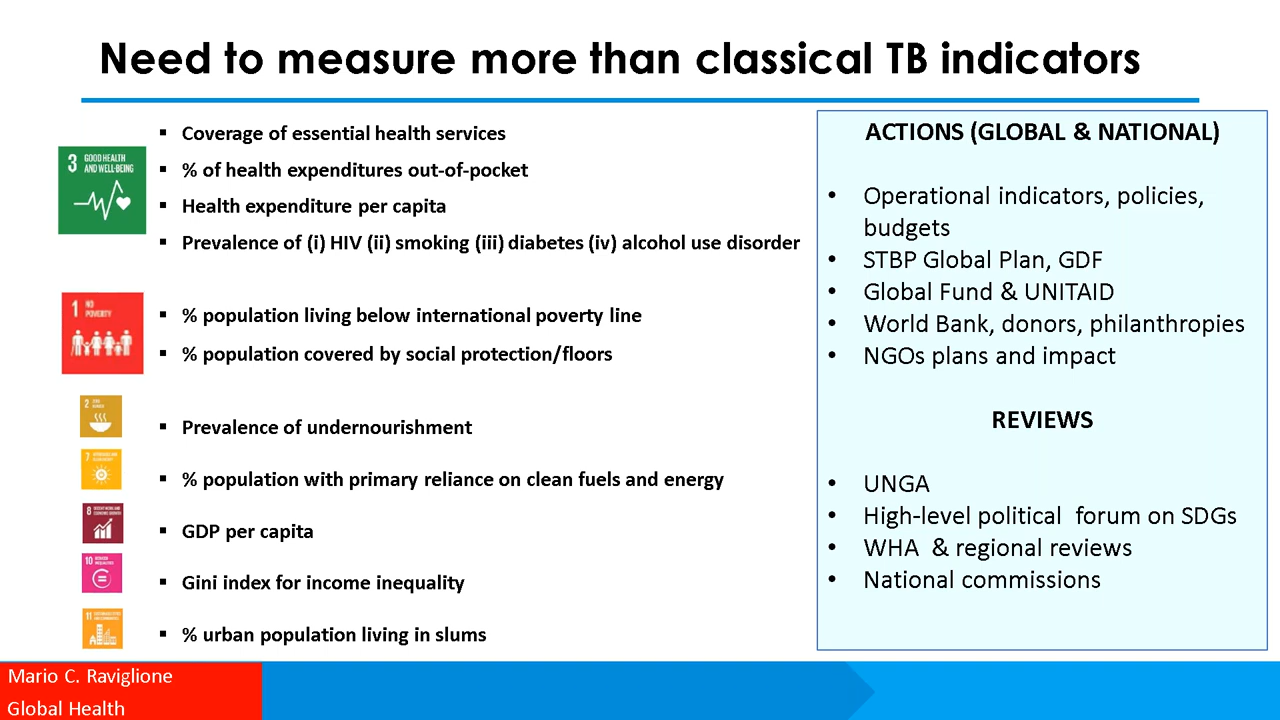 Need to measure more than classical TB indicators
3 GOOD HEALTH
AND WELL-BEING
▪ Coverage of essential health services
▪ % of health expenditures out-of-pocket
▪ Health expenditure per capita
▪ Prevalence of (i) HIV (ii) smoking (iii) diabetes (iv) alcohol use disorder
1 NO
POVERTY
▪ % population living below international poverty line
▪ % population covered by social protection/floors
2
▪ Prevalence of undernourishment
7
▪ % population with primary reliance on clean fuels and energy
8
▪ GDP per capita
10
▪ Gini index for income inequality
11
▪ % urban population living in slums
ACTIONS (GLOBAL & NATIONAL)
• Operational indicators, policies,
budgets
• STBP Global Plan, GDF
• Global Fund & UNITAID
• World Bank, donors, philanthropies
• NGOs plans and impact
REVIEWS
• UNGA
• High-level political forum on SDGs
• WHA & regional reviews
• National commissions
Mario C. Raviglione
Global Health